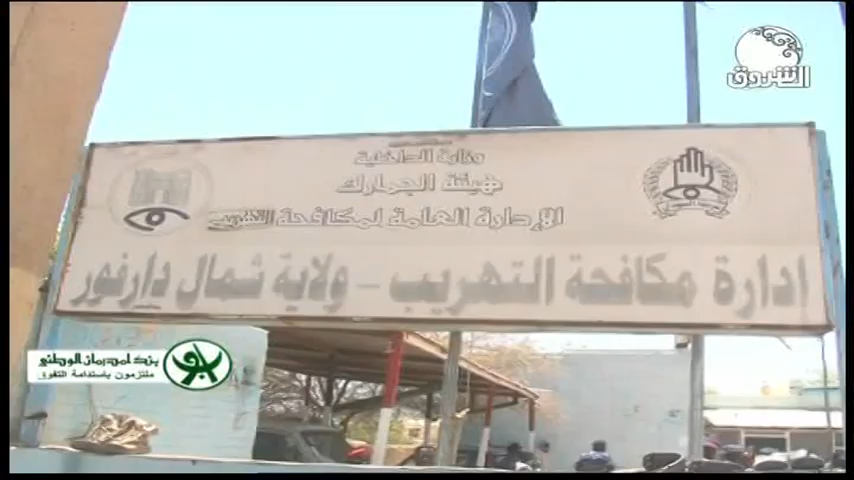 الشروق
وزارة الداخلية
هيئة الجمارك
الإدارة العامة لمكافحة التهريب
ادارة مكافحة التهريب - ولاية شمال دارفور
بنك امدرمان الوطني
ملتزمون باستدامة التفوق